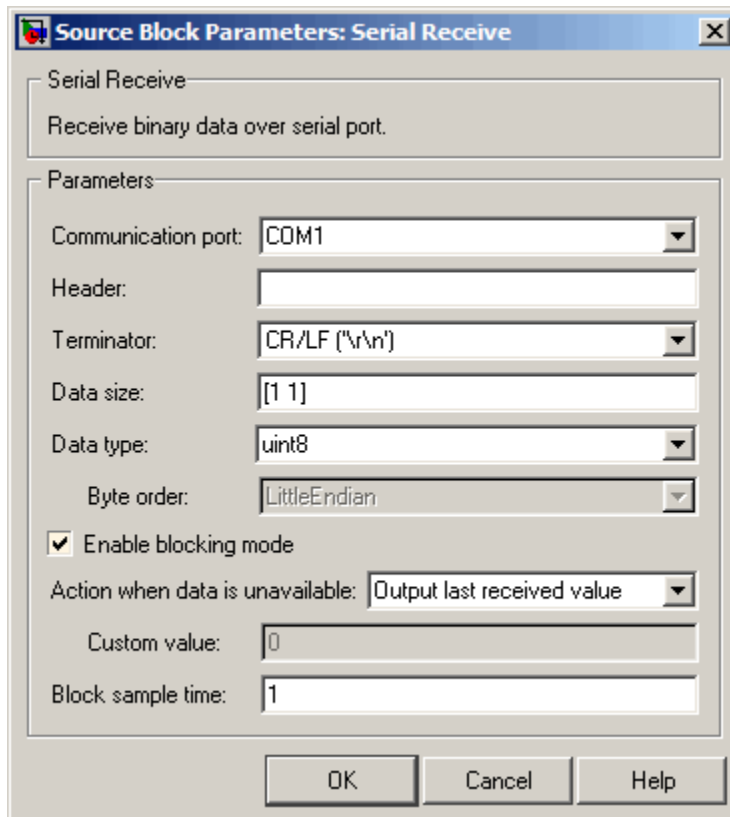 Source Block Parameters: Serial Receive
Serial Receive
Receive binary data over serial port.
Parameters
Communication port: COM1
Header:
Terminator: CR/LF ('\r\n')
Data size: [1 1]
Data type: uint8
Byte order: LittleEndian
Enable blocking mode
Action when data is unavailable: Output last received value
Custom value: 0
Block sample time: 1
OK Cancel Help